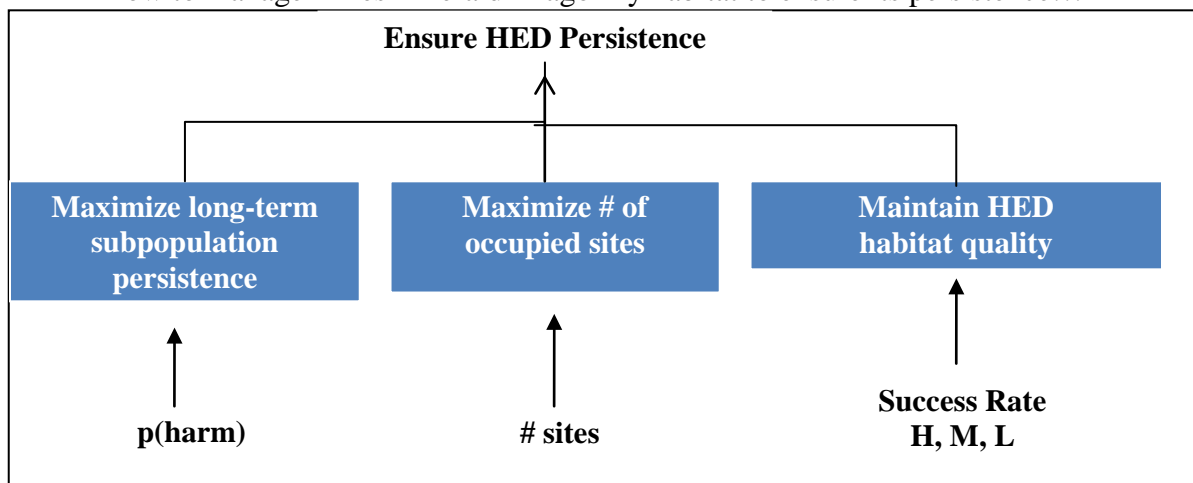 Ensure HED Persistence
Maximize long-term
subpopulation
persistence
Maximize # of
occupied sites
Maintain HED
habitat quality
p(harm)
# sites
Success Rate
H, M, L